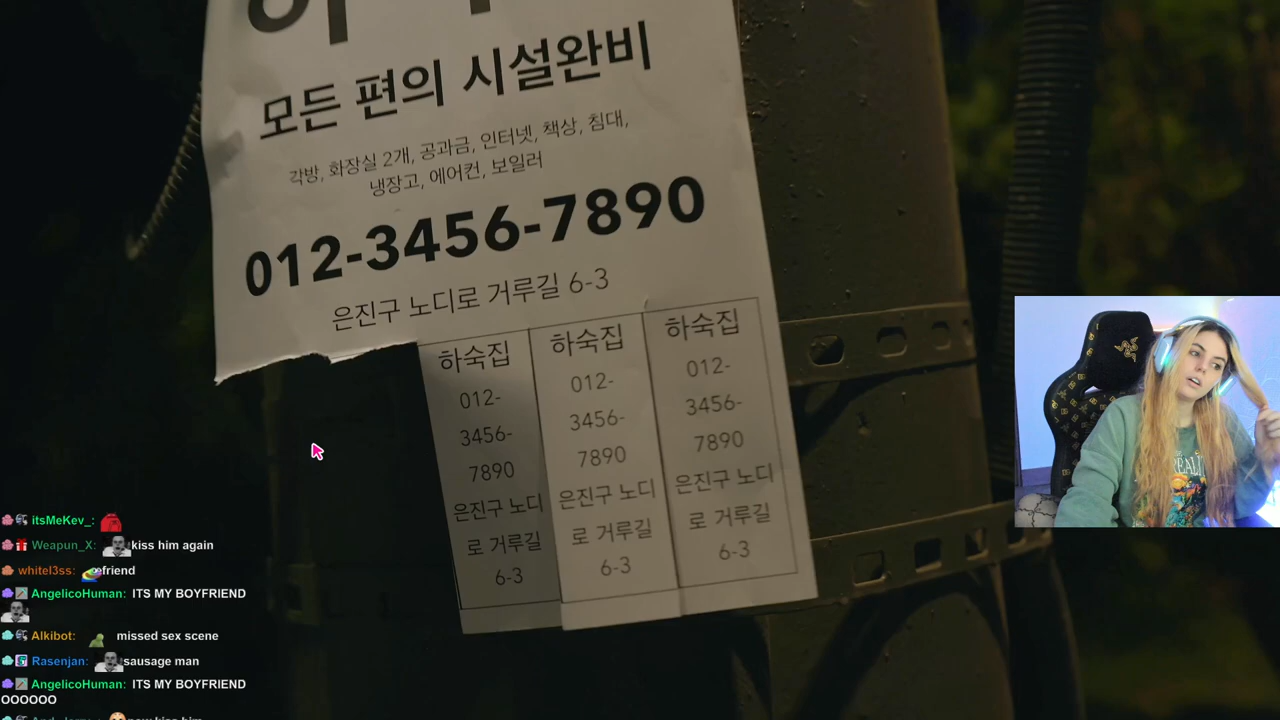 모든 편의 시설완비
각방, 화장실 2개, 공과금, 인터넷, 책상, 침대,
냉장고, 에어컨, 보일러
012-3456-7890
은진구 노디로 거루길 6-3
하숙집
012-
3456-
7890
은진구 노디
로 거루길
6-3
하숙집
012-
3456-
7890
은진구 노디
로 거루길
6-3
하숙집
012-
3456-
7890
은진구 노디
로 거루길
6-3
itsMeKev_:
Weapun_X: kiss him again
whitel3ss: efriend
AngelicoHuman: ITS MY BOYFRIEND
Alkibot: missed sex scene
Rasenjan: sausage man
AngelicoHuman: ITS MY BOYFRIEND
OOOOOO